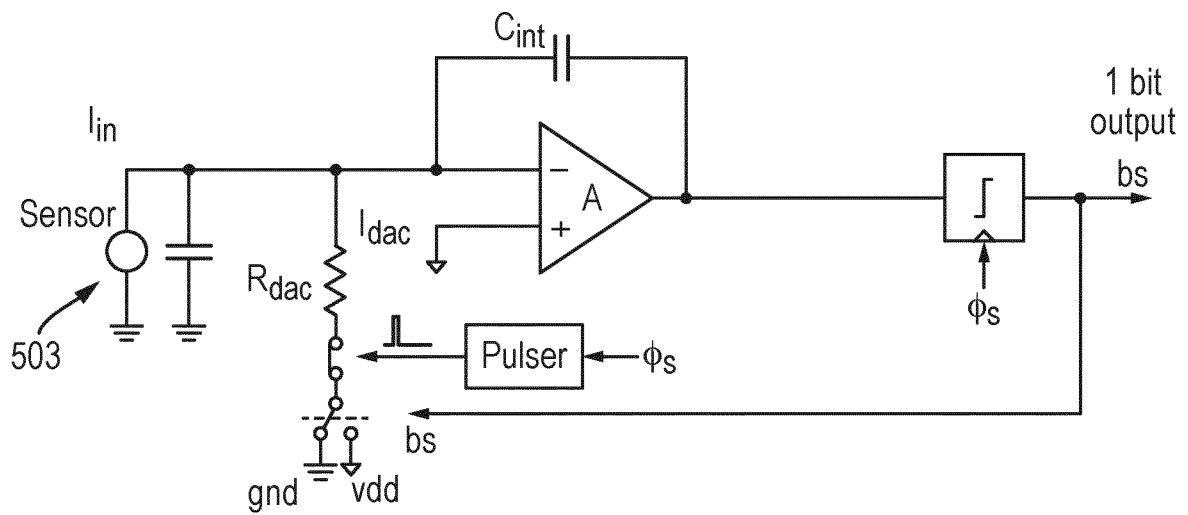 C_int
1 bit
output
I_in
bs
Sensor
−
A
I_dac
+
R_dac
ϕ_s
503
Pulser
ϕ_s
bs
gnd
vdd